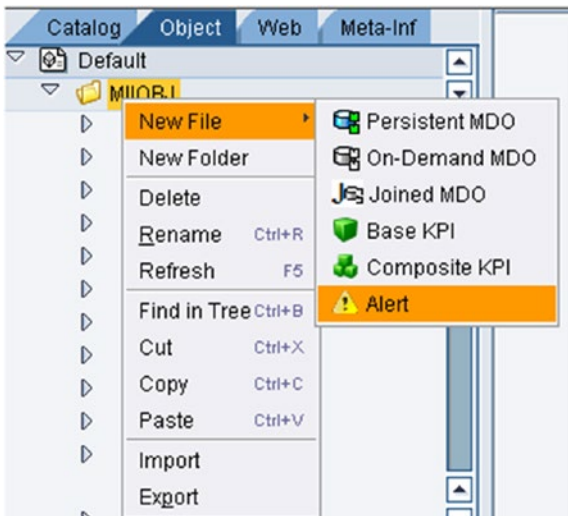 Catalog Object Web Meta-Inf
Default
MIIOBJ
New File
New Folder
Delete
Rename Ctrl+R
Refresh F5
Find in Tree Ctrl+B
Cut Ctrl+X
Copy Ctrl+C
Paste Ctrl+V
Import
Export
Persistent MDO
On-Demand MDO
Joined MDO
Base KPI
Composite KPI
Alert